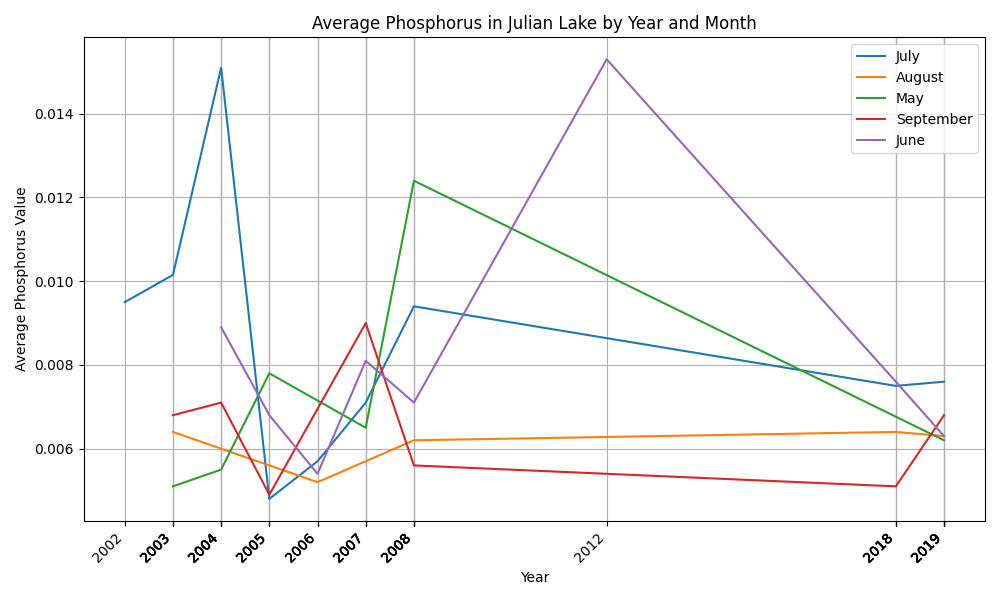 Average Phosphorus in Julian Lake by Year and Month
July
August
May
September
June
Average Phosphorus Value
0.014
0.012
0.010
0.008
0.006
2002
2003
2004
2005
2006
2007
2008
2012
2018
2019
Year